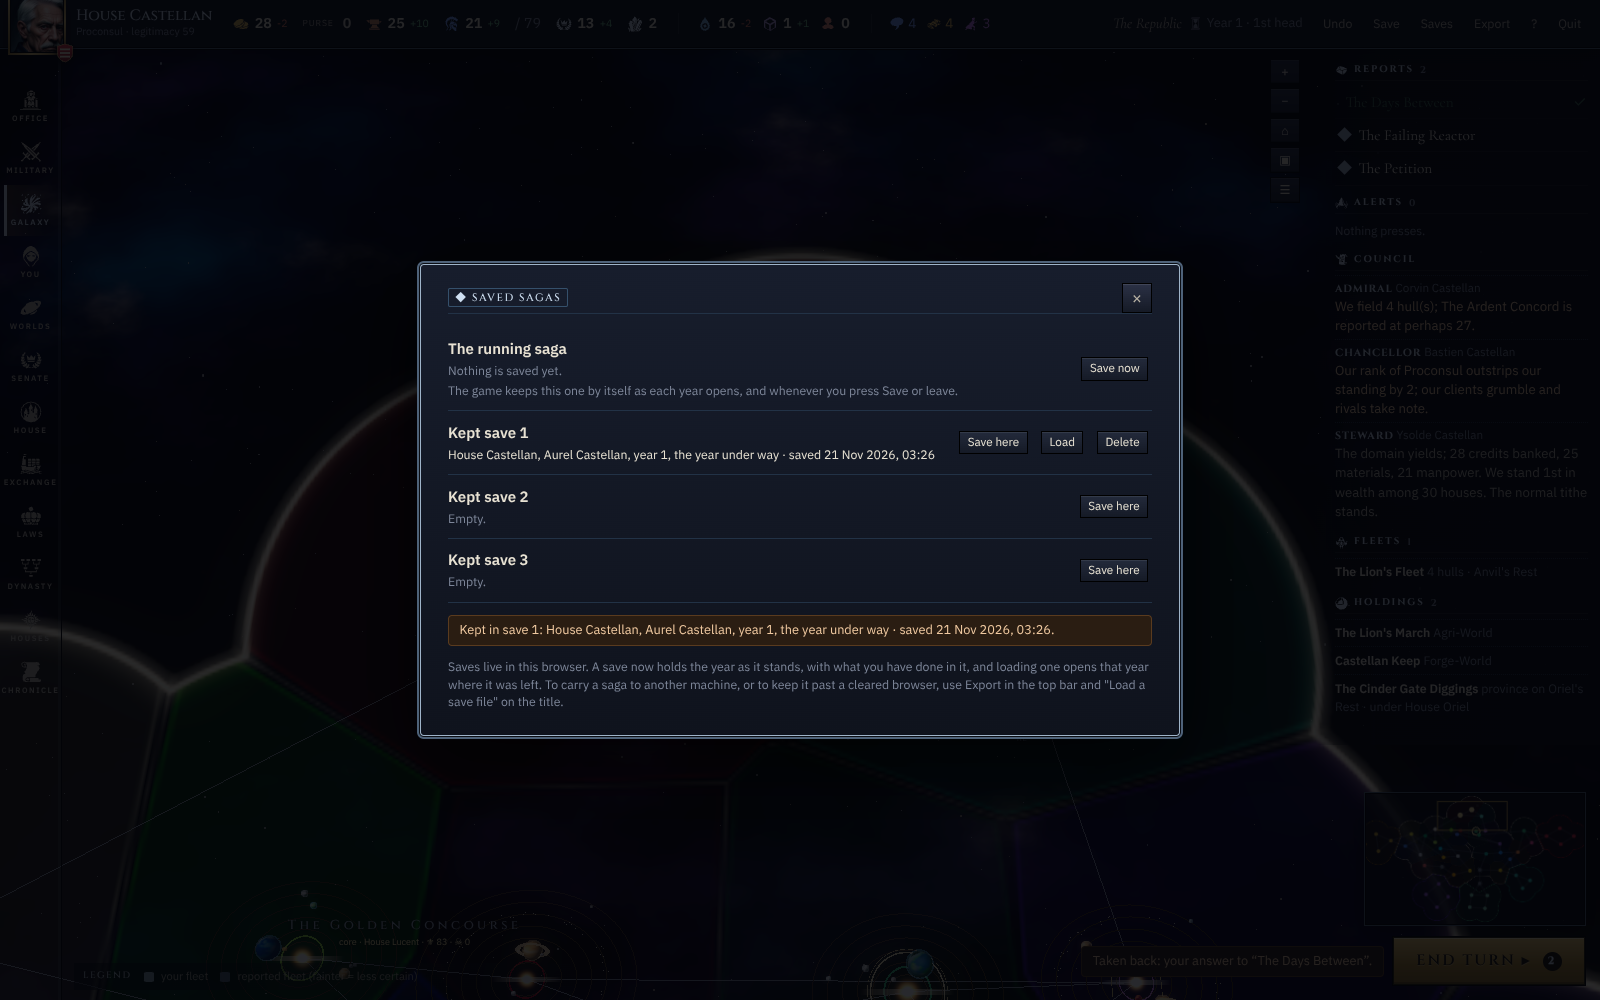 HOUSE CASTELLAN
Proconsul · legitimacy 59
28 -2 PURSE 0 25 +10 21 +9 / 79 13 +4 2 16 -2 1 +1 0 4 4 3
The Republic Year 1 · 1st head Undo Save Saves Export ? Quit
OFFICE
MILITARY
GALAXY
YOU
WORLDS
SENATE
HOUSE
EXCHANGE
LAWS
DYNASTY
HOUSES
CHRONICLE
SAVED SAGAS ×
The running saga
Nothing is saved yet.
The game keeps this one by itself as each year opens, and whenever you press Save or leave.
Save now
Kept save 1
House Castellan, Aurel Castellan, year 1, the year under way · saved 21 Nov 2026, 03:26
Save here Load Delete
Kept save 2
Empty.
Save here
Kept save 3
Empty.
Save here
Kept in save 1: House Castellan, Aurel Castellan, year 1, the year under way · saved 21 Nov 2026, 03:26.
Saves live in this browser. A save now holds the year as it stands, with what you have done in it, and loading one opens that year
where it was left. To carry a saga to another machine, or to keep it past a cleared browser, use Export in the top bar and "Load a
save file" on the title.
REPORTS 2
The Days Between
The Failing Reactor
The Petition
ALERTS 0
Nothing presses.
COUNCIL
ADMIRAL Corvin Castellan
We field 4 hull(s); The Ardent Concord is
reported at perhaps 27.
CHANCELLOR Bastien Castellan
Our rank of Proconsul outstrips our
standing by 2; our clients grumble and
rivals take note.
STEWARD Ysolde Castellan
The domain yields; 28 credits banked, 25
materials, 21 manpower. We stand 1st in
wealth among 30 houses. The normal tithe
stands.
FLEETS 1
The Lion's Fleet 4 hulls · Anvil's Rest
HOLDINGS 2
The Lion's March Agri-World
Castellan Keep Forge-World
The Cinder Gate Diggings province on Oriel's
Rest · under House Oriel
THE GOLDEN CONCOURSE
core · House Lucent · 83 · 0
LEGEND your fleet reported fleet (fainter = less certain)
Taken back: your answer to "The Days Between".
END TURN ▸ 2